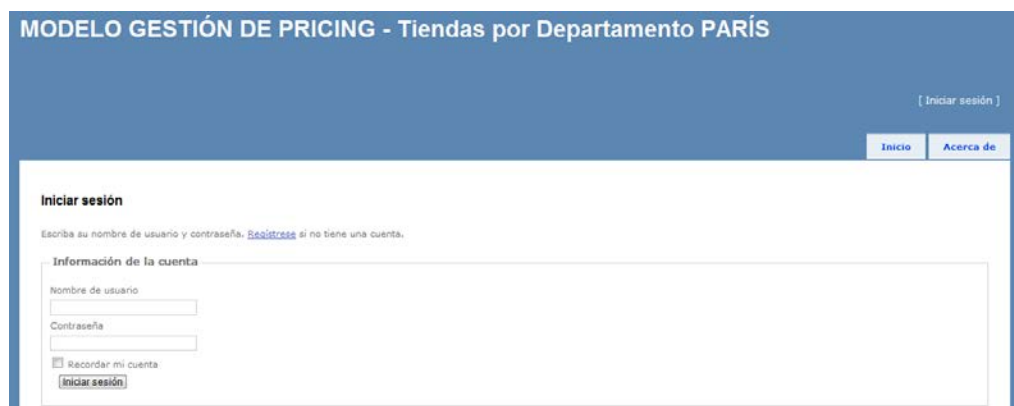 MODELO GESTIÓN DE PRICING - Tiendas por Departamento PARÍS
[ Iniciar sesión ]
Inicio Acerca de
Iniciar sesión
Escriba su nombre de usuario y contraseña. Regístrese si no tiene una cuenta.
Información de la cuenta
Nombre de usuario
Contraseña
Recordar mi cuenta
Iniciar sesión